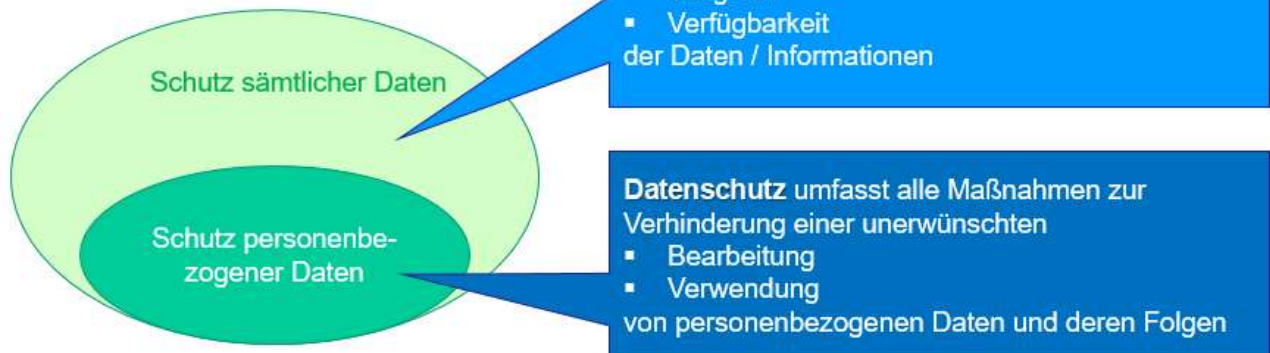 Schutz sämtlicher Daten
▪ Verfügbarkeit
der Daten / Informationen
Schutz personenbe-
zogener Daten
Datenschutz umfasst alle Maßnahmen zur
Verhinderung einer unerwünschten
▪ Bearbeitung
▪ Verwendung
von personenbezogenen Daten und deren Folgen